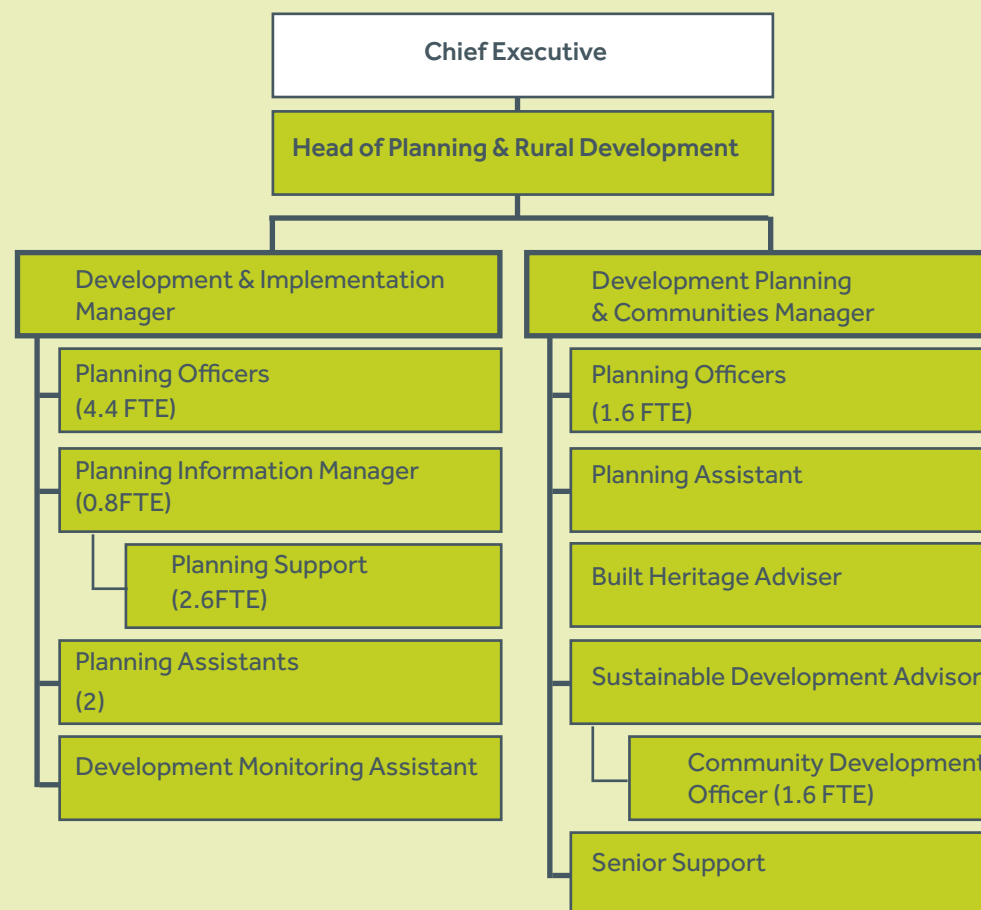 Chief Executive
Head of Planning & Rural Development
Development & Implementation
Manager
Planning Officers
(4.4 FTE)
Planning Information Manager
(0.8FTE)
Planning Support
(2.6FTE)
Planning Assistants
(2)
Development Monitoring Assistant
Development Planning
& Communities Manager
Planning Officers
(1.6 FTE)
Planning Assistant
Built Heritage Adviser
Sustainable Development Advisor
Community Development
Officer (1.6 FTE)
Senior Support